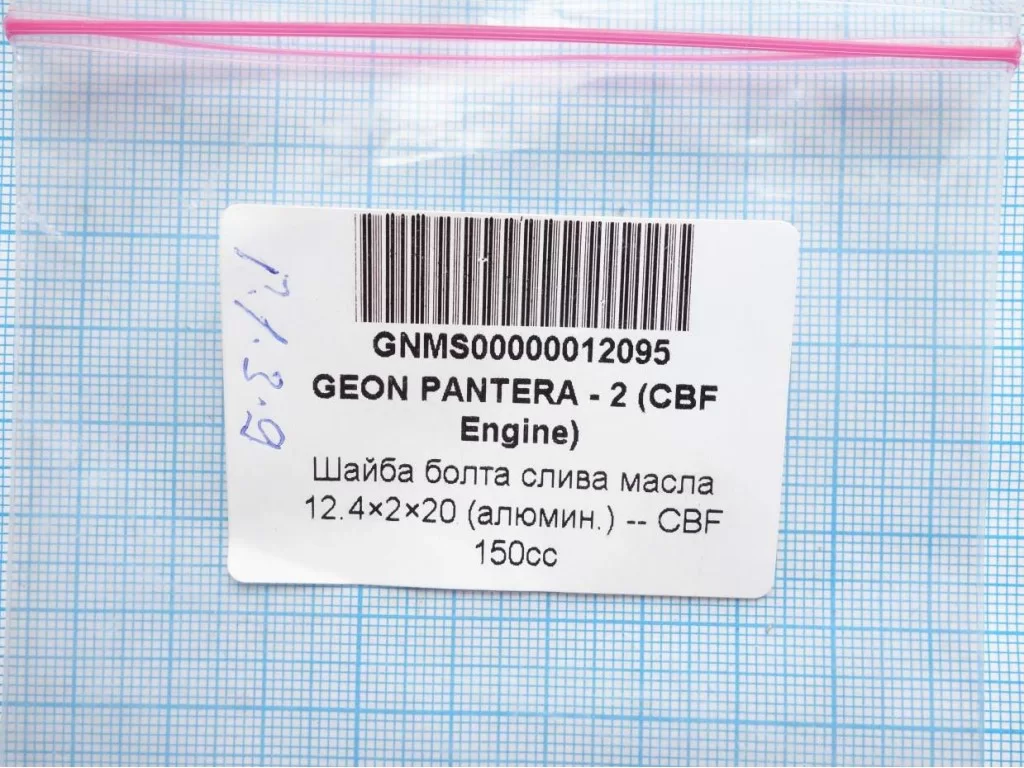 GNMS00000012095
GEON PANTERA - 2 (CBF
Engine)
Шайба болта слива масла
12.4×2×20 (алюмин.) -- CBF
150cc